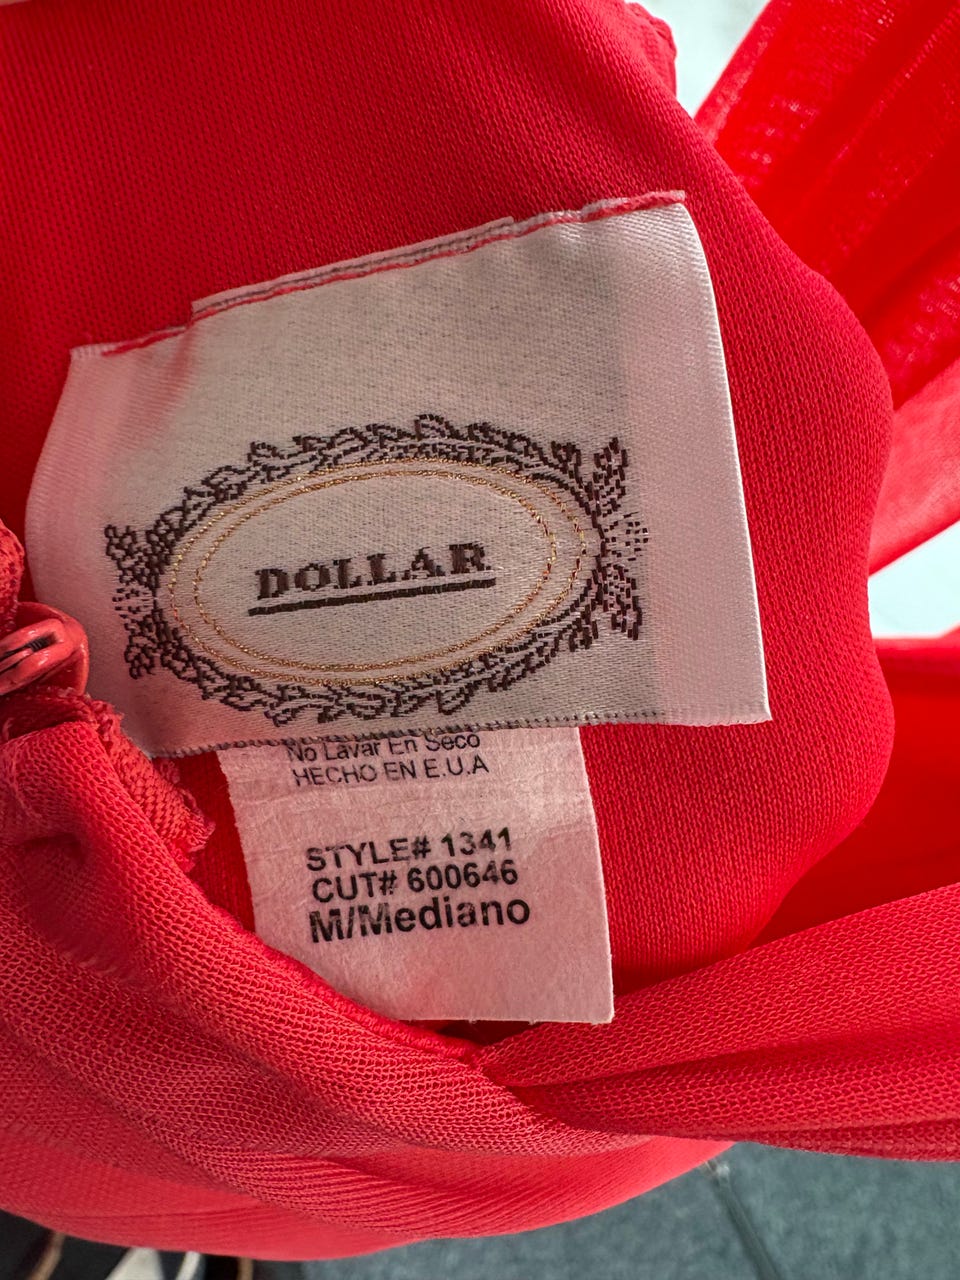 DOLLAR
No Lavar En Seco
HECHO EN E.U.A
STYLE# 1341
CUT# 600646
M/Mediano